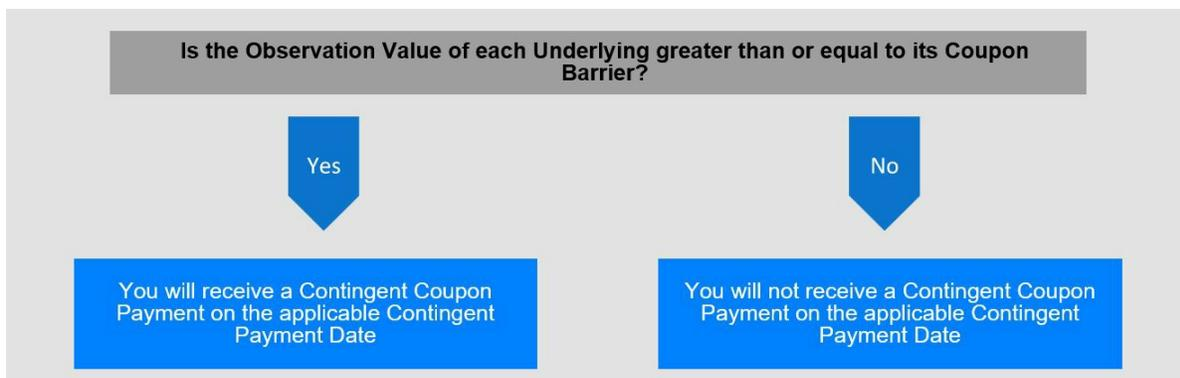 Is the Observation Value of each Underlying greater than or equal to its Coupon
Barrier?
Yes
No
You will receive a Contingent Coupon
Payment on the applicable Contingent
Payment Date
You will not receive a Contingent Coupon
Payment on the applicable Contingent
Payment Date